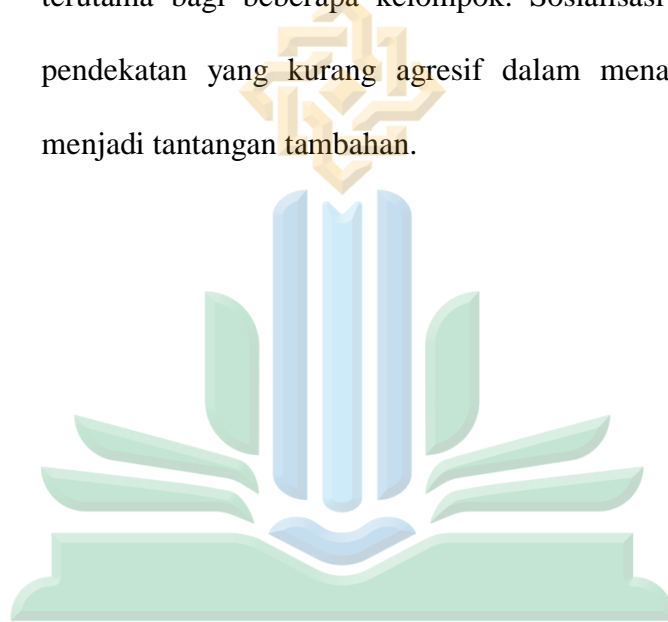 terutama bagi beberapa kelompok. Sosialisasi
pendekatan yang kurang agresif dalam mena
menjadi tantangan tambahan.